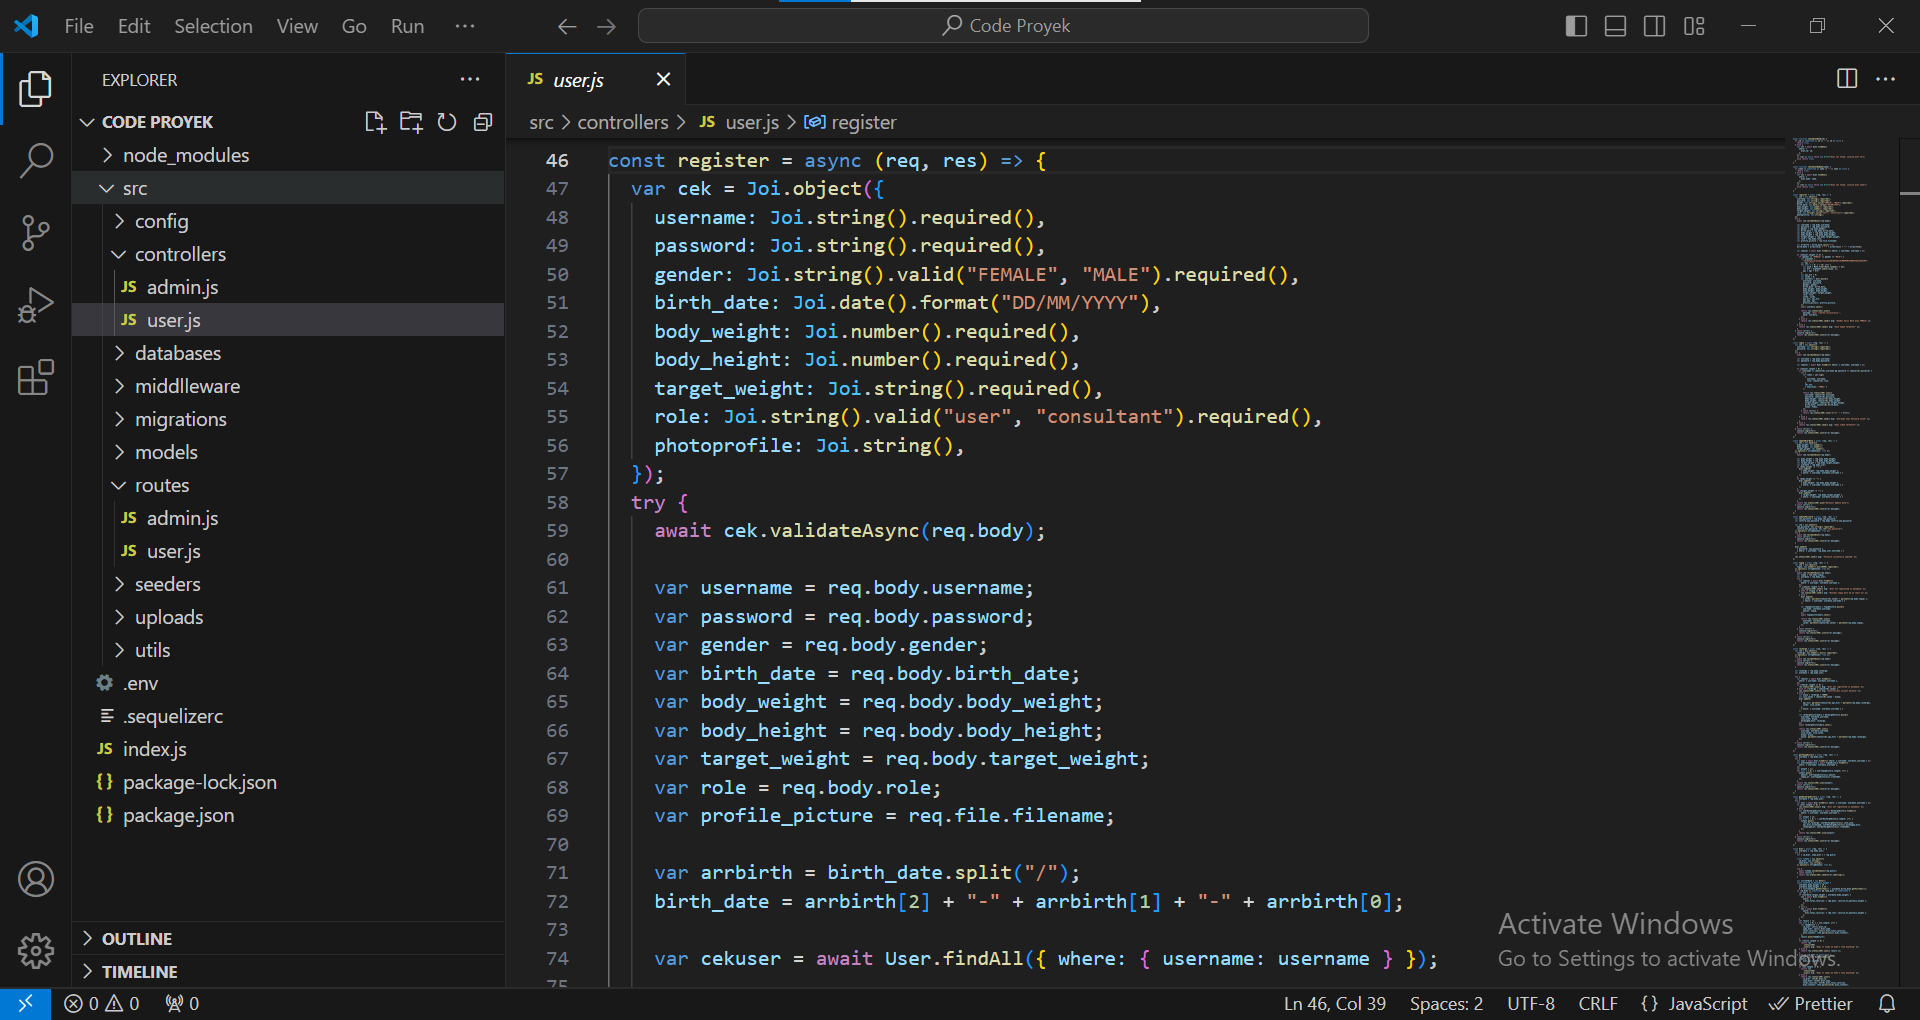 File Edit Selection View Go Run ···
Code Proyek
EXPLORER
CODE PROYEK
node_modules
src
config
controllers
JS admin.js
JS user.js
databases
middlleware
migrations
models
routes
JS admin.js
JS user.js
seeders
uploads
utils
.env
.sequelizerc
JS index.js
{} package-lock.json
{} package.json
OUTLINE
TIMELINE
JS user.js
src > controllers > JS user.js > register
46 const register = async (req, res) => {
47 var cek = Joi.object({
48 username: Joi.string().required(),
49 password: Joi.string().required(),
50 gender: Joi.string().valid("FEMALE", "MALE").required(),
51 birth_date: Joi.date().format("DD/MM/YYYY"),
52 body_weight: Joi.number().required(),
53 body_height: Joi.number().required(),
54 target_weight: Joi.string().required(),
55 role: Joi.string().valid("user", "consultant").required(),
56 photoprofile: Joi.string(),
57 });
58 try {
59 await cek.validateAsync(req.body);
60
61 var username = req.body.username;
62 var password = req.body.password;
63 var gender = req.body.gender;
64 var birth_date = req.body.birth_date;
65 var body_weight = req.body.body_weight;
66 var body_height = req.body.body_height;
67 var target_weight = req.body.target_weight;
68 var role = req.body.role;
69 var profile_picture = req.file.filename;
70
71 var arrbirth = birth_date.split("/");
72 birth_date = arrbirth[2] + "-" + arrbirth[1] + "-" + arrbirth[0];
73
74 var cekuser = await User.findAll({ where: { username: username } });
75
Activate Windows
Go to Settings to activate Windows.
0 0 0
Ln 46, Col 39 Spaces: 2 UTF-8 CRLF {} JavaScript Prettier